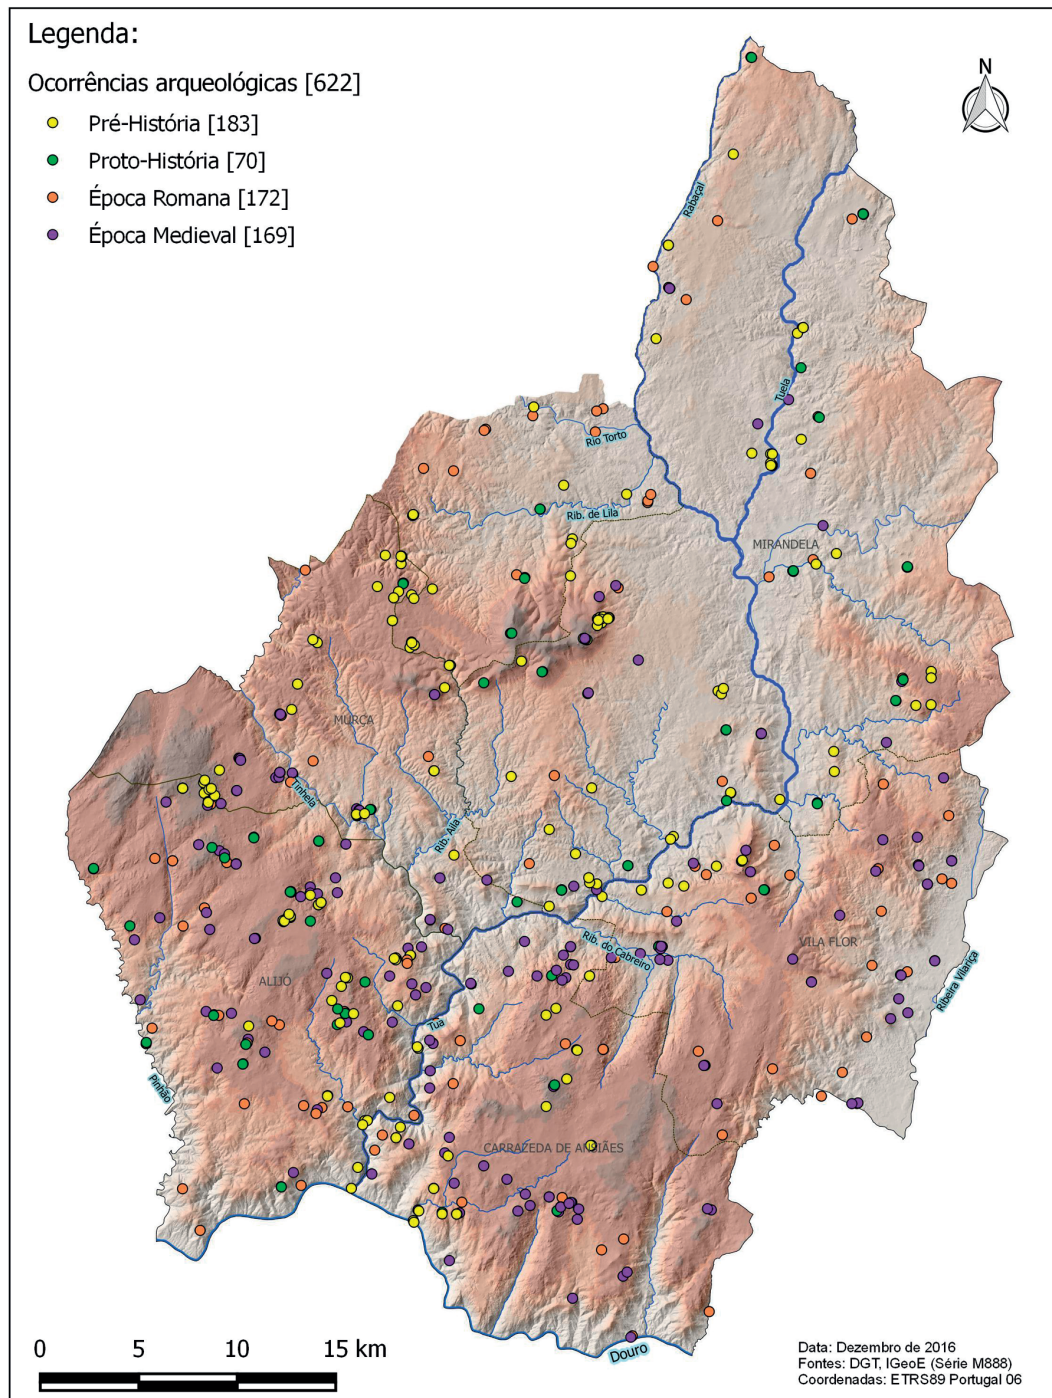 Legenda:
Ocorrências arqueológicas [622]
Pré-História [183]
Proto-História [70]
Época Romana [172]
Época Medieval [169]
N
Rabaçal
Tuela
Rio Torto
Rib. de Lila
MIRANDELA
MURÇA
Tinhela
Rib. Alla
Rib. do Cabreiro
VILA FLOR
ALIJÓ
Ribeira Vilariça
Tua
Pinhão
CARRAZEDA DE ANSIÃES
Douro
0 5 10 15 km
Data: Dezembro de 2016
Fontes: DGT, IGeoE (Série M888)
Coordenadas: ETRS89 Portugal 06